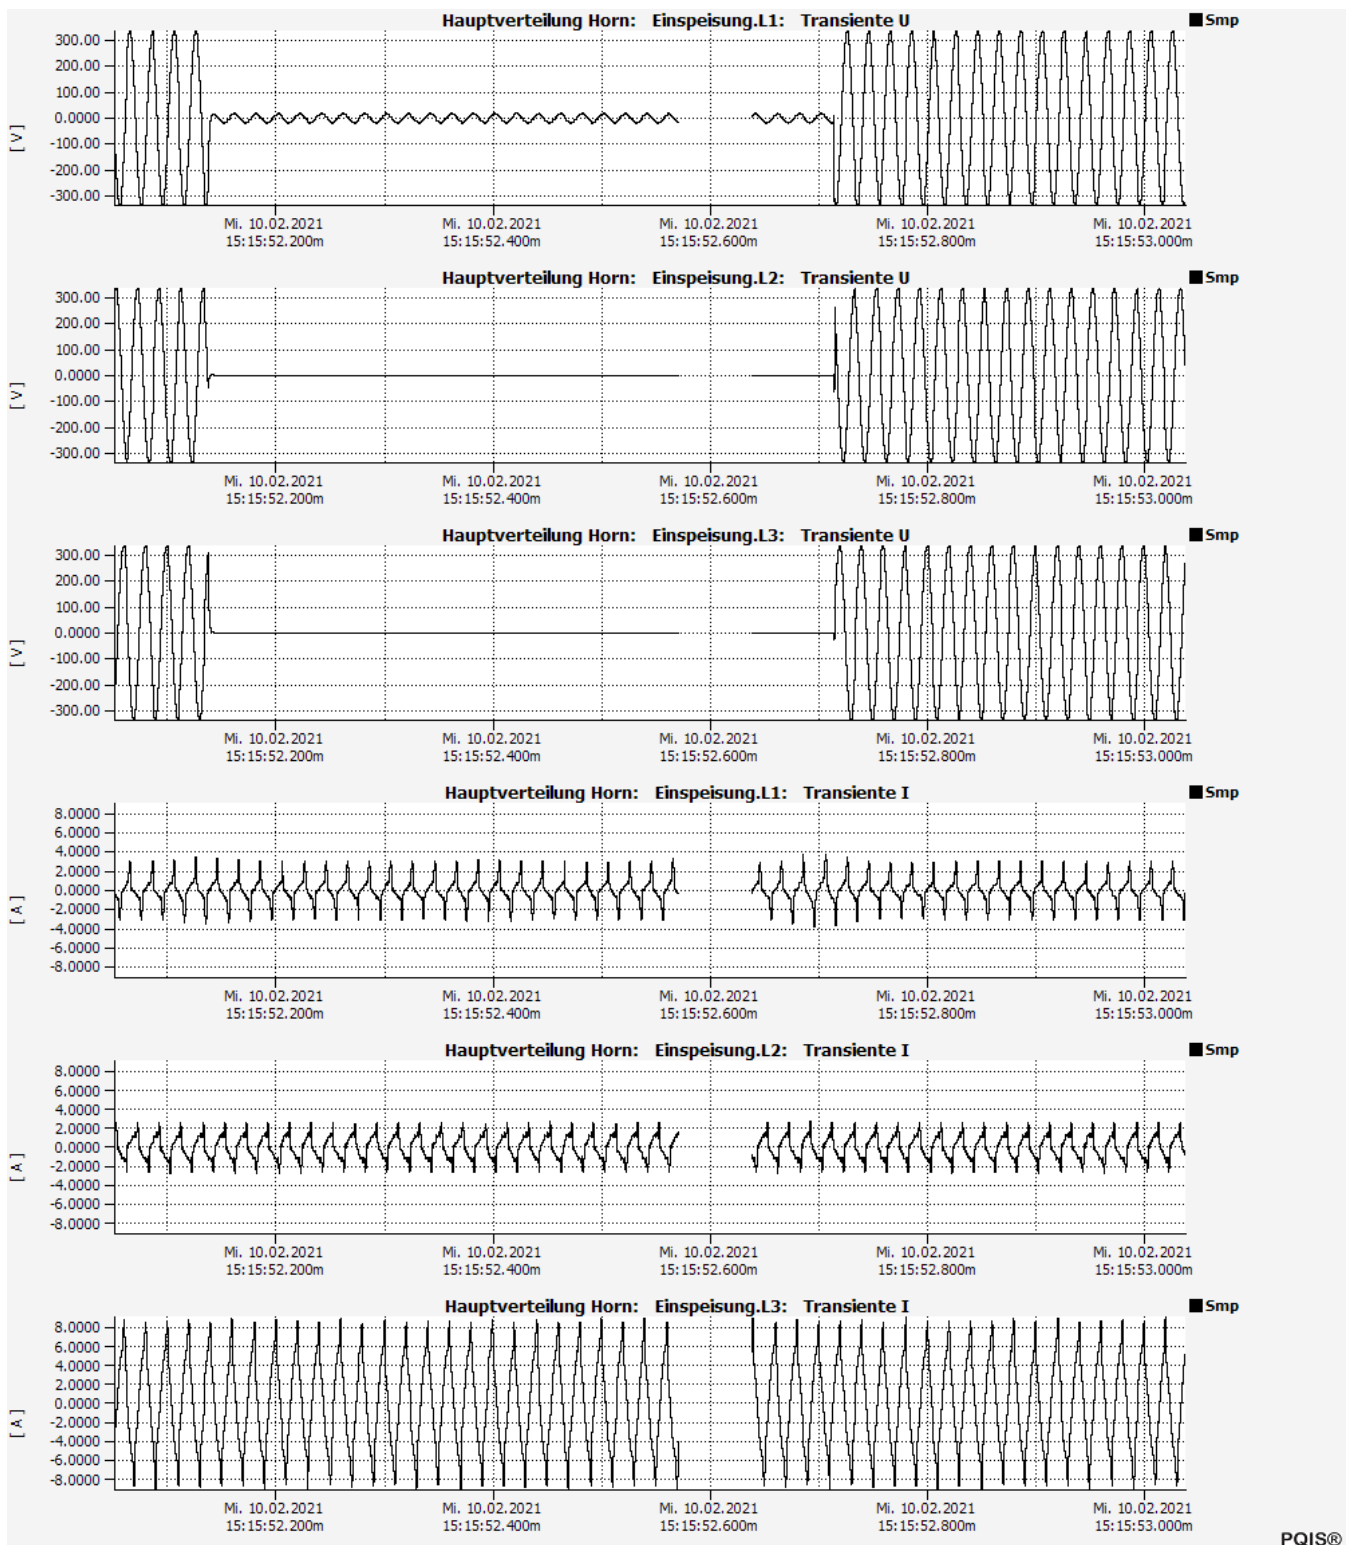 Hauptverteilung Horn: Einspeisung.L1: Transiente U
Smp
300.00
200.00
100.00
0.0000
-100.00
-200.00
-300.00
[ V ]
Mi. 10.02.2021 Mi. 10.02.2021 Mi. 10.02.2021 Mi. 10.02.2021 Mi. 10.02.2021
15:15:52.200m 15:15:52.400m 15:15:52.600m 15:15:52.800m 15:15:53.000m
Hauptverteilung Horn: Einspeisung.L2: Transiente U
Smp
300.00
200.00
100.00
0.0000
-100.00
-200.00
-300.00
[ V ]
Mi. 10.02.2021 Mi. 10.02.2021 Mi. 10.02.2021 Mi. 10.02.2021 Mi. 10.02.2021
15:15:52.200m 15:15:52.400m 15:15:52.600m 15:15:52.800m 15:15:53.000m
Hauptverteilung Horn: Einspeisung.L3: Transiente U
Smp
300.00
200.00
100.00
0.0000
-100.00
-200.00
-300.00
[ V ]
Mi. 10.02.2021 Mi. 10.02.2021 Mi. 10.02.2021 Mi. 10.02.2021 Mi. 10.02.2021
15:15:52.200m 15:15:52.400m 15:15:52.600m 15:15:52.800m 15:15:53.000m
Hauptverteilung Horn: Einspeisung.L1: Transiente I
Smp
8.0000
6.0000
4.0000
2.0000
0.0000
-2.0000
-4.0000
-6.0000
-8.0000
[ A ]
Mi. 10.02.2021 Mi. 10.02.2021 Mi. 10.02.2021 Mi. 10.02.2021 Mi. 10.02.2021
15:15:52.200m 15:15:52.400m 15:15:52.600m 15:15:52.800m 15:15:53.000m
Hauptverteilung Horn: Einspeisung.L2: Transiente I
Smp
8.0000
6.0000
4.0000
2.0000
0.0000
-2.0000
-4.0000
-6.0000
-8.0000
[ A ]
Mi. 10.02.2021 Mi. 10.02.2021 Mi. 10.02.2021 Mi. 10.02.2021 Mi. 10.02.2021
15:15:52.200m 15:15:52.400m 15:15:52.600m 15:15:52.800m 15:15:53.000m
Hauptverteilung Horn: Einspeisung.L3: Transiente I
Smp
8.0000
6.0000
4.0000
2.0000
0.0000
-2.0000
-4.0000
-6.0000
-8.0000
[ A ]
Mi. 10.02.2021 Mi. 10.02.2021 Mi. 10.02.2021 Mi. 10.02.2021 Mi. 10.02.2021
15:15:52.200m 15:15:52.400m 15:15:52.600m 15:15:52.800m 15:15:53.000m
PQIS®